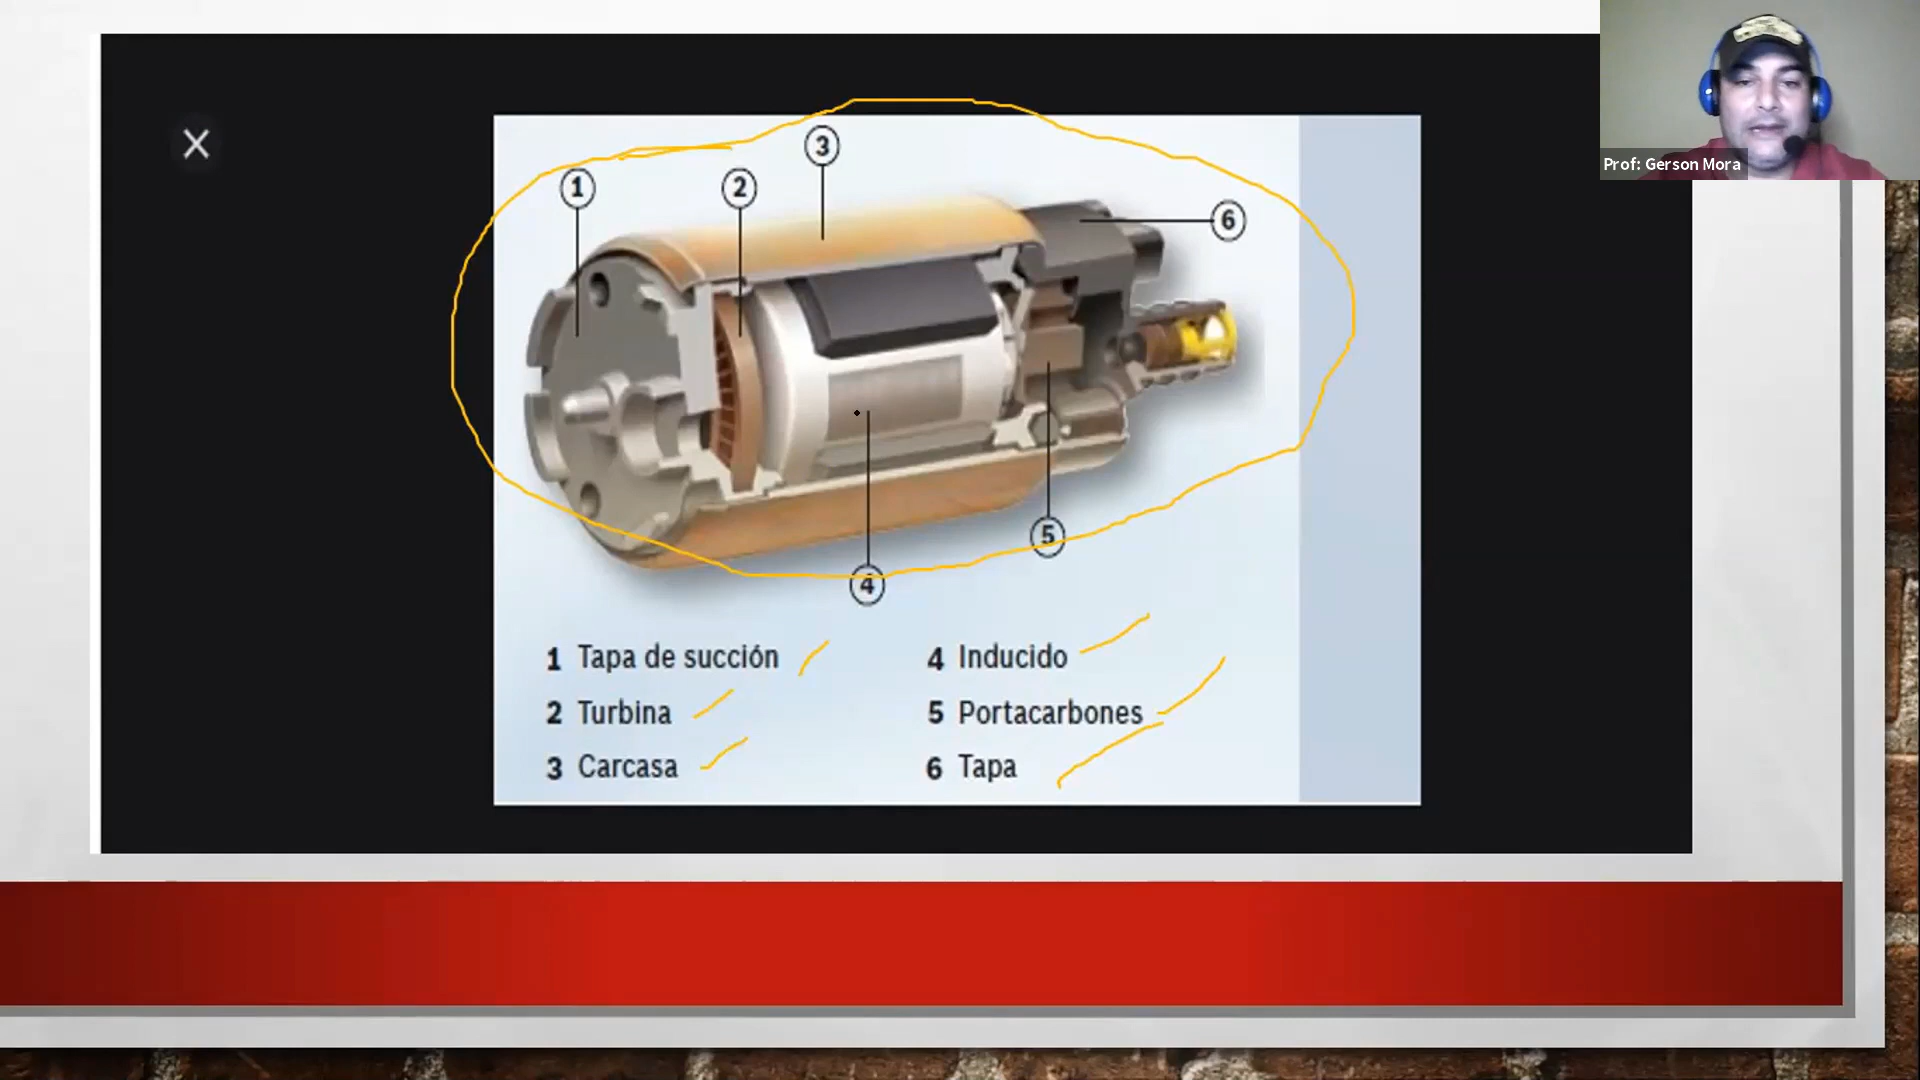 Prof: Gerson Mora
3
1
2
6
5
4
1 Tapa de succión
2 Turbina
3 Carcasa
4 Inducido
5 Portacarbones
6 Tapa